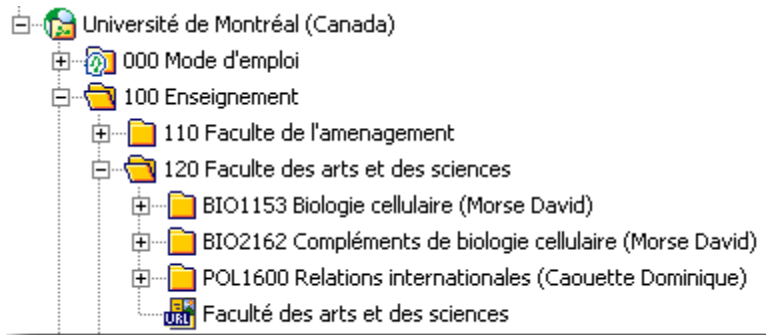 Université de Montréal (Canada)
000 Mode d'emploi
100 Enseignement
110 Faculte de l'amenagement
120 Faculte des arts et des sciences
BIO1153 Biologie cellulaire (Morse David)
BIO2162 Compléments de biologie cellulaire (Morse David)
POL1600 Relations internationales (Caouette Dominique)
URL Faculté des arts et des sciences